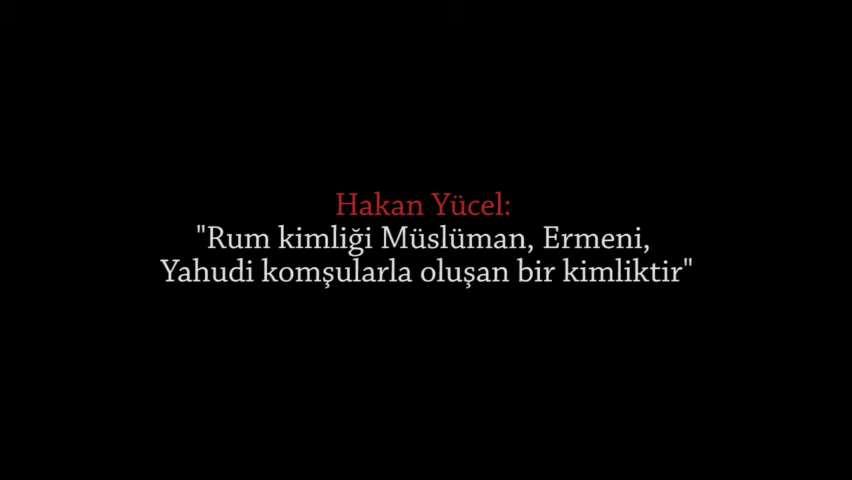 Hakan Yücel:
"Rum kimliği Müslüman, Ermeni,
Yahudi komşularla oluşan bir kimliktir"